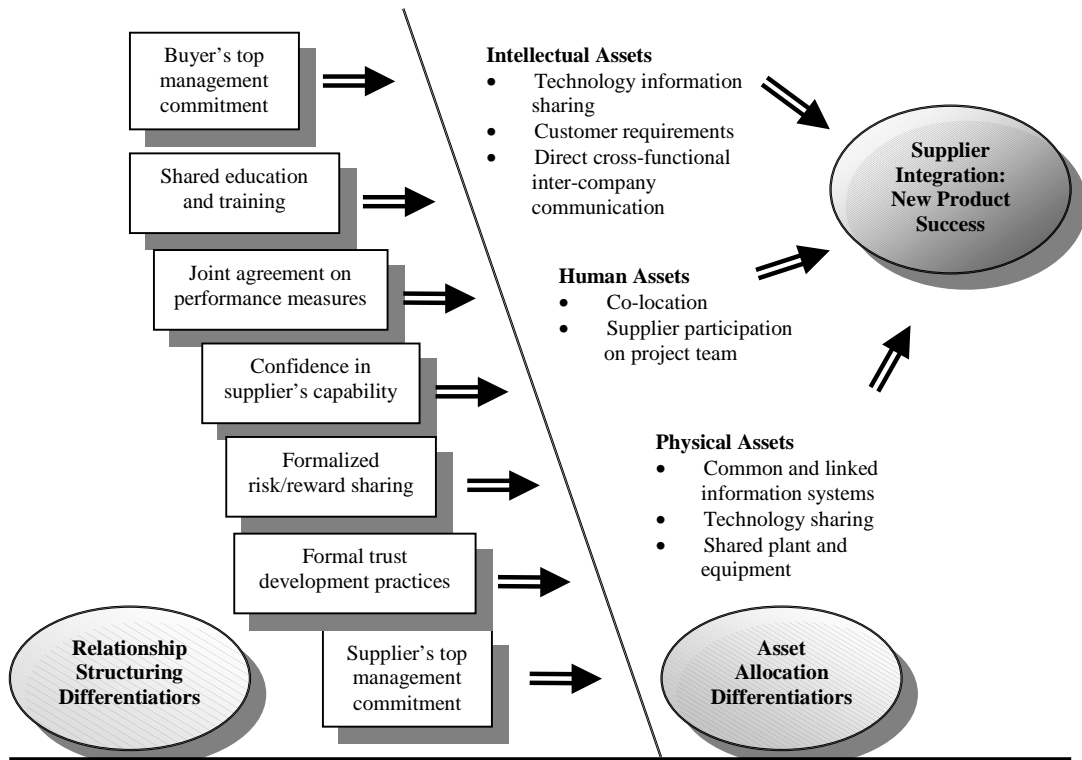 Buyer's top
management
commitment
Shared education
and training
Joint agreement on
performance measures
Confidence in
supplier's capability
Formalized
risk/reward sharing
Formal trust
development practices
Supplier's top
management
commitment
Relationship
Structuring
Differentiatiors
Intellectual Assets
• Technology information
sharing
• Customer requirements
• Direct cross-functional
inter-company
communication
Human Assets
• Co-location
• Supplier participation
on project team
Physical Assets
• Common and linked
information systems
• Technology sharing
• Shared plant and
equipment
Asset
Allocation
Differentiatiors
Supplier
Integration:
New Product
Success